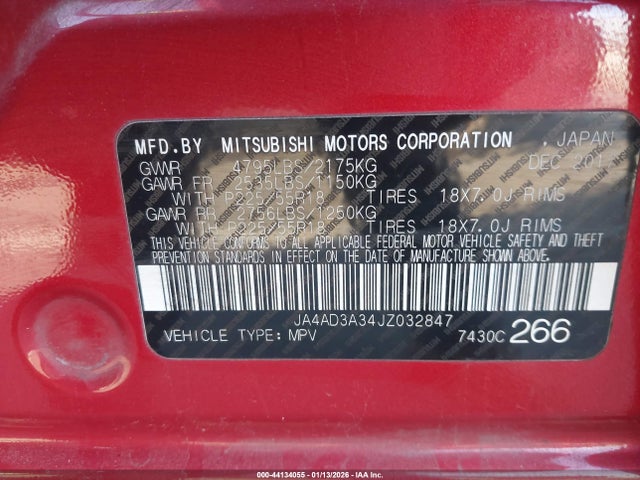 MFD.BY MITSUBISHI MOTORS CORPORATION , JAPAN
GVWR 4795LBS/2175KG DEC 201
GAWR FR 2535LBS/1150KG
WITH P225/55R18 TIRES 18X7.0J RIMS
GAWR RR 2756LBS/1250KG
WITH P225/55R18 TIRES 18X7.0J RIMS
THIS VEHICLE CONFORMS TO ALL APPLICABLE FEDERAL MOTOR VEHICLE SAFETY AND THEFT
PREVENTION STANDARDS IN EFFECT ON THE DATE OF MANUFACTURE SHOWN ABOVE.
JA4AD3A34JZ032847
VEHICLE TYPE: MPV 7430C 266
000-44134055 — 01/13/2026 — IAA Inc.